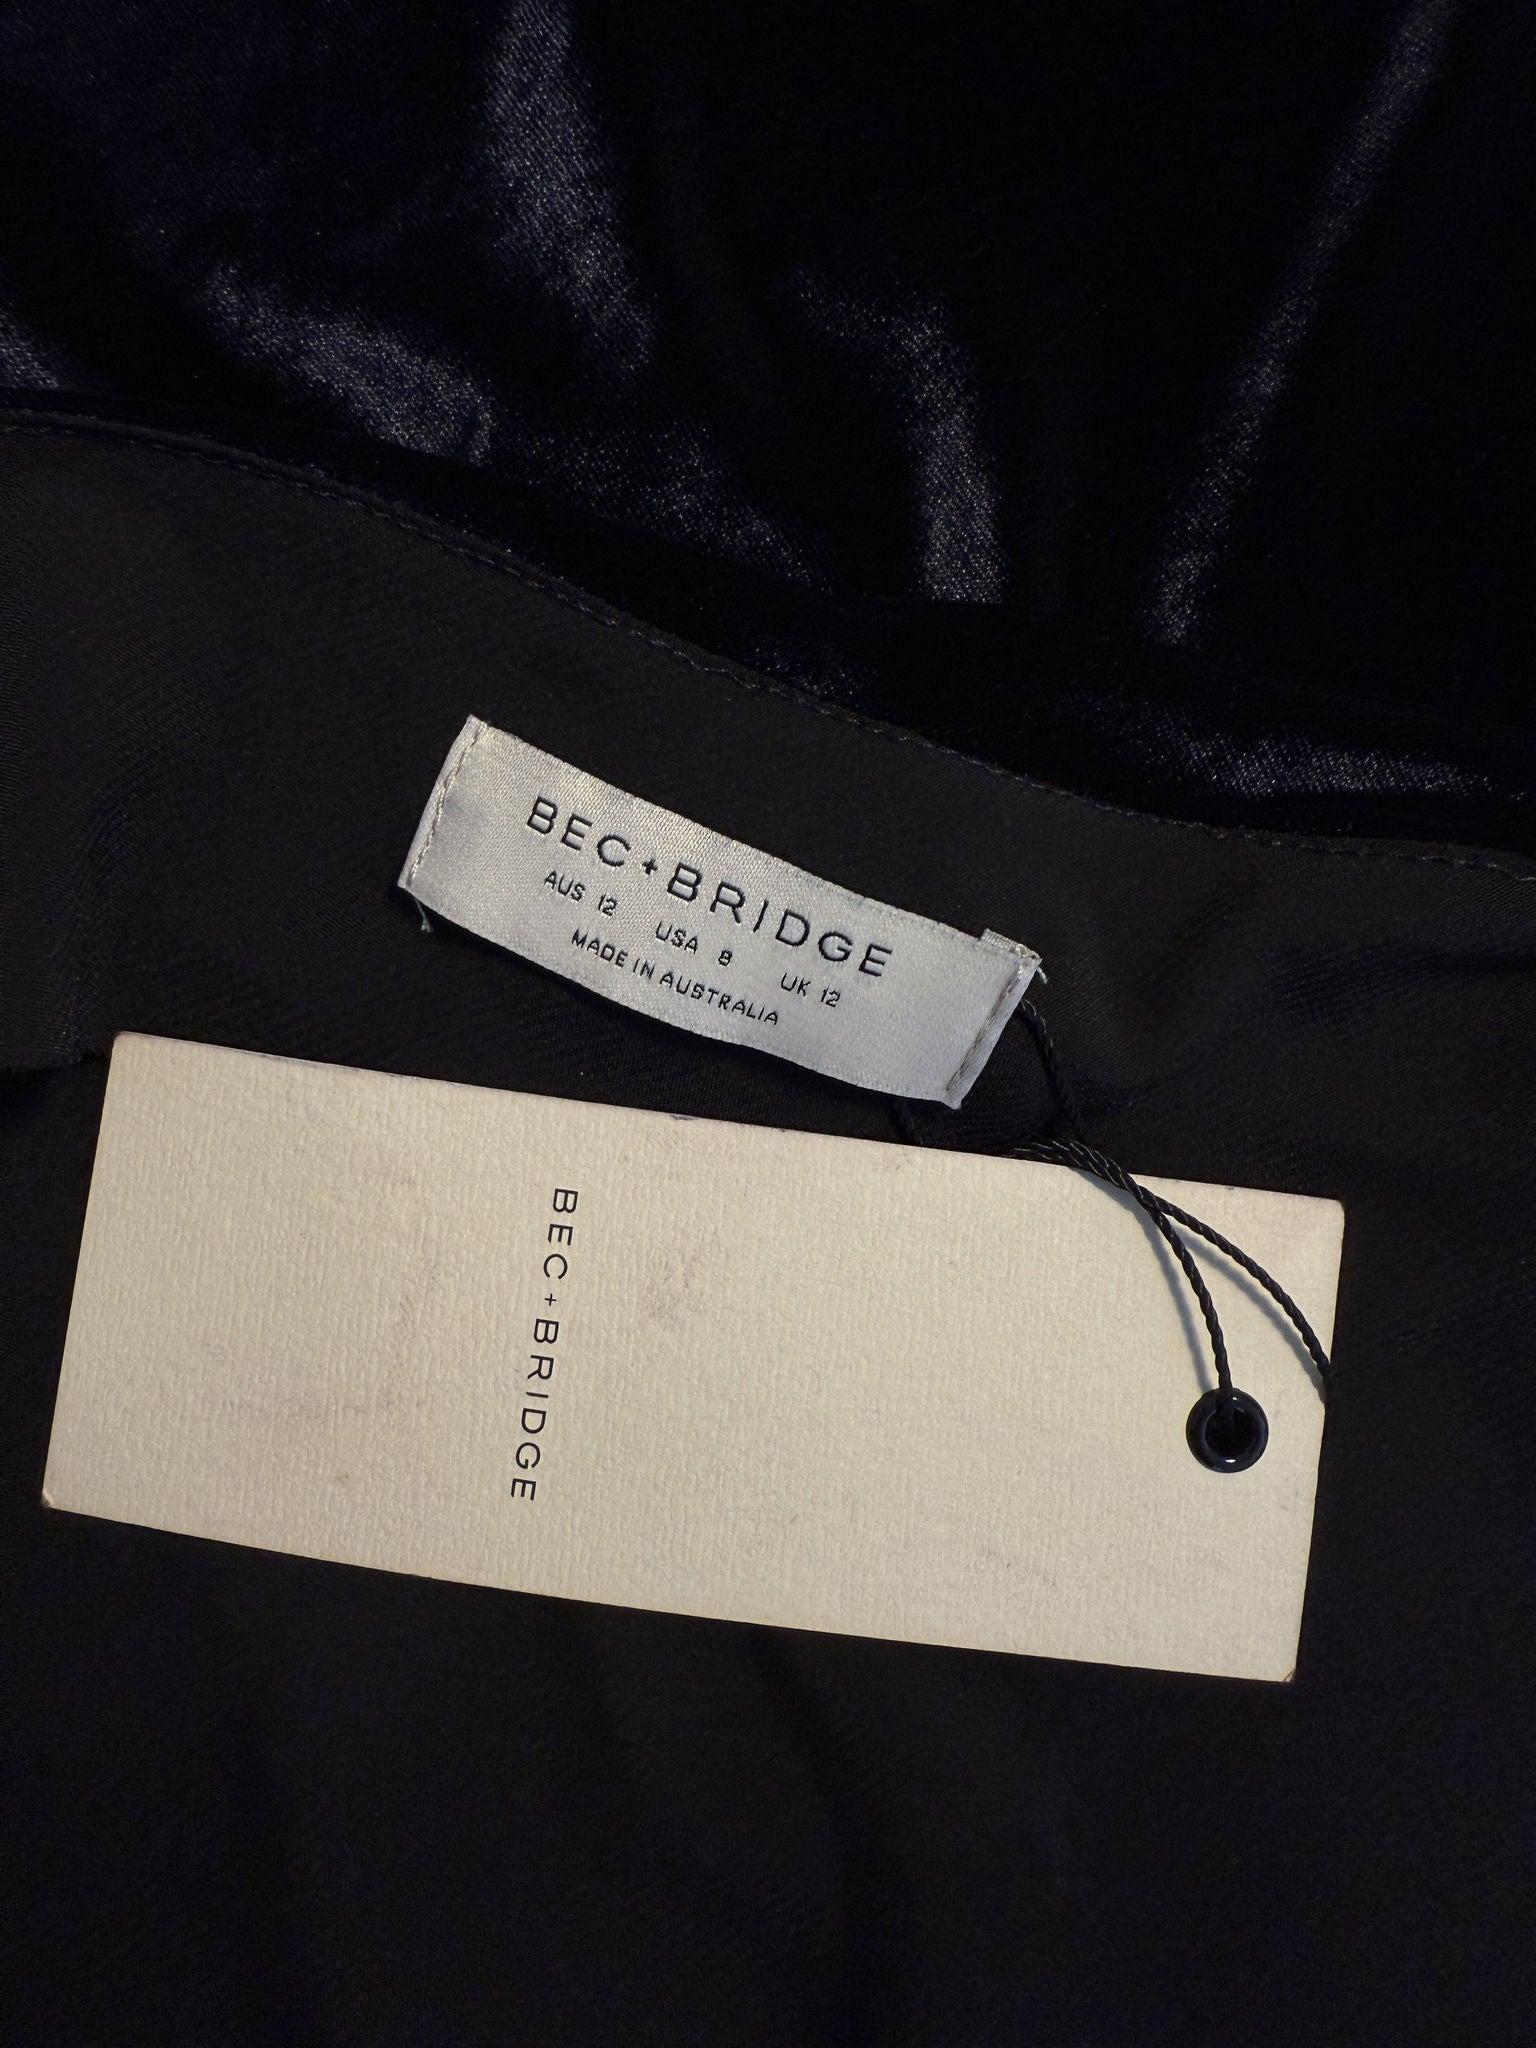 BEC+BRIDGE
AUS 12 USA 8 UK 12
MADE IN AUSTRALIA
BEC+BRIDGE